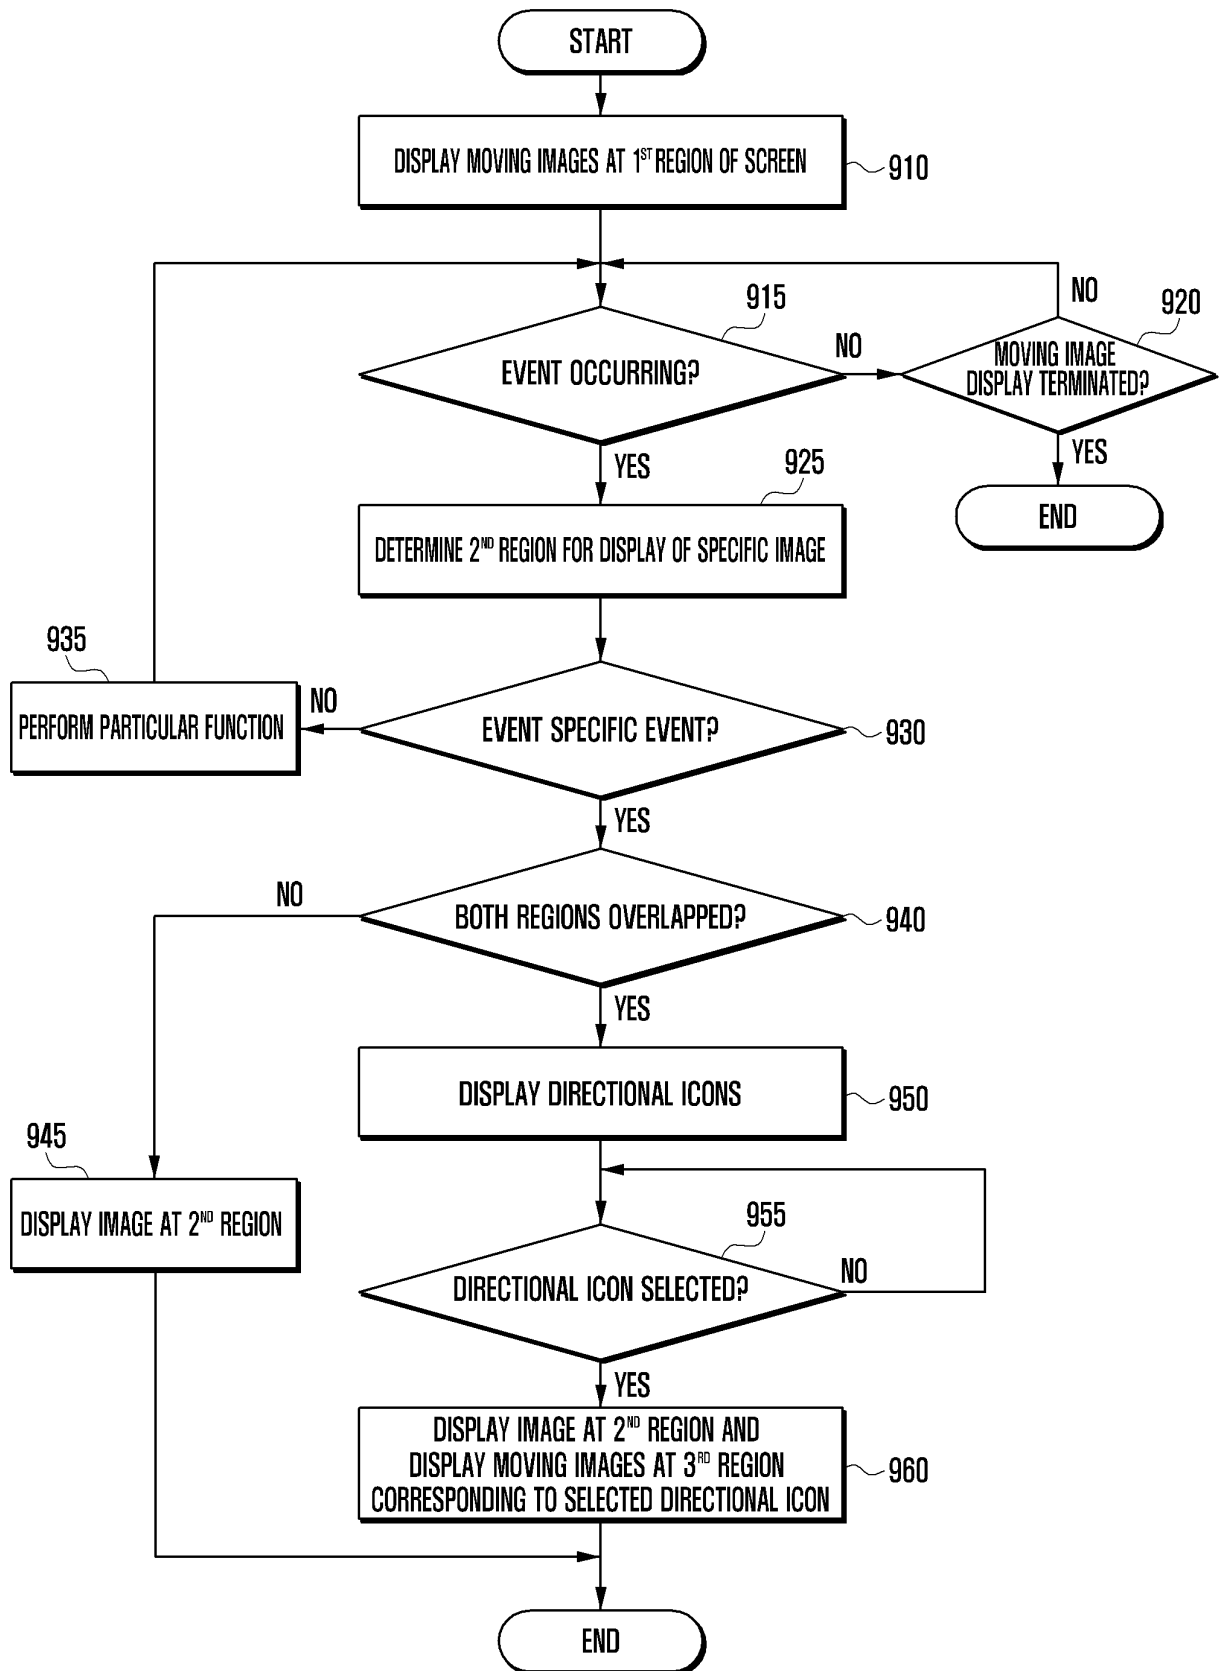 START
DISPLAY MOVING IMAGES AT 1ST REGION OF SCREEN
910
915
EVENT OCCURRING?
NO
NO
920
MOVING IMAGE
DISPLAY TERMINATED?
YES
END
YES
925
DETERMINE 2ND REGION FOR DISPLAY OF SPECIFIC IMAGE
935
PERFORM PARTICULAR FUNCTION
NO
EVENT SPECIFIC EVENT?
930
YES
NO
BOTH REGIONS OVERLAPPED?
940
YES
DISPLAY DIRECTIONAL ICONS
950
945
DISPLAY IMAGE AT 2ND REGION
955
DIRECTIONAL ICON SELECTED?
NO
YES
DISPLAY IMAGE AT 2ND REGION AND
DISPLAY MOVING IMAGES AT 3RD REGION
CORRESPONDING TO SELECTED DIRECTIONAL ICON
960
END